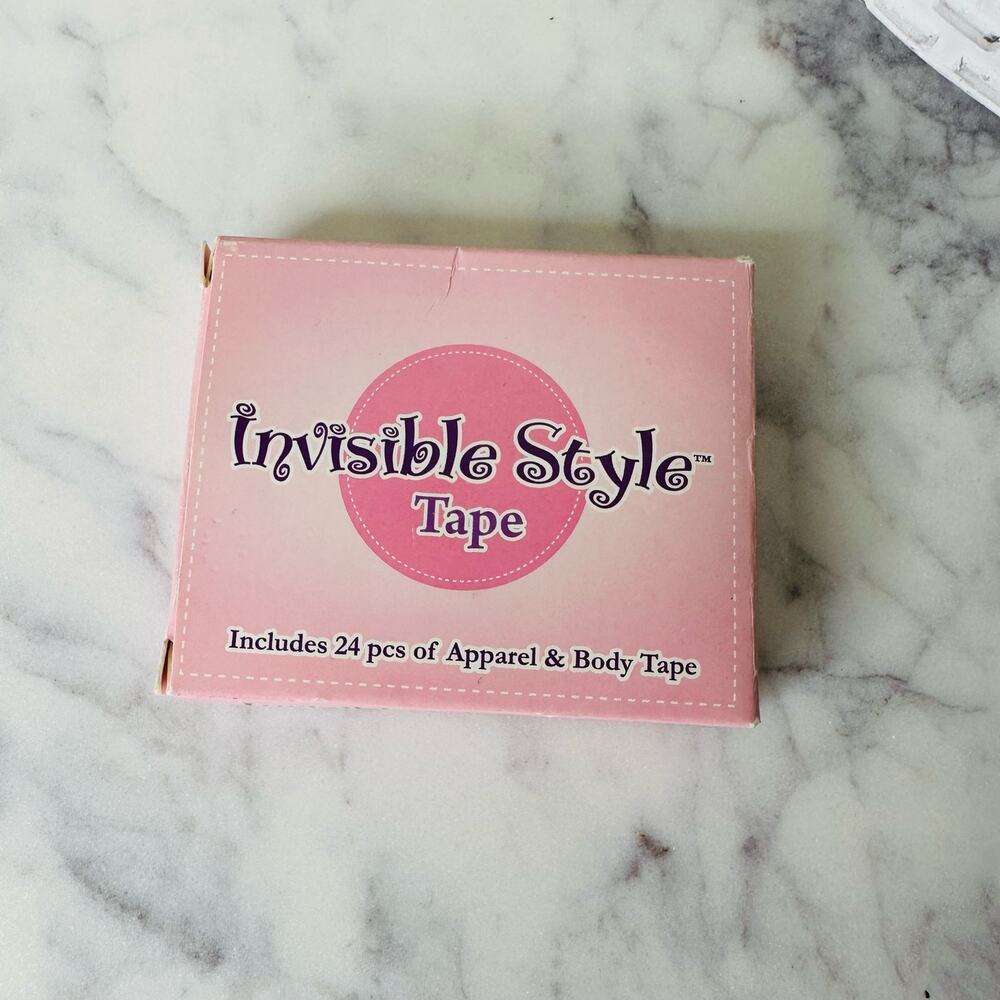 Invisible Style™
Tape
Includes 24 pcs of Apparel & Body Tape